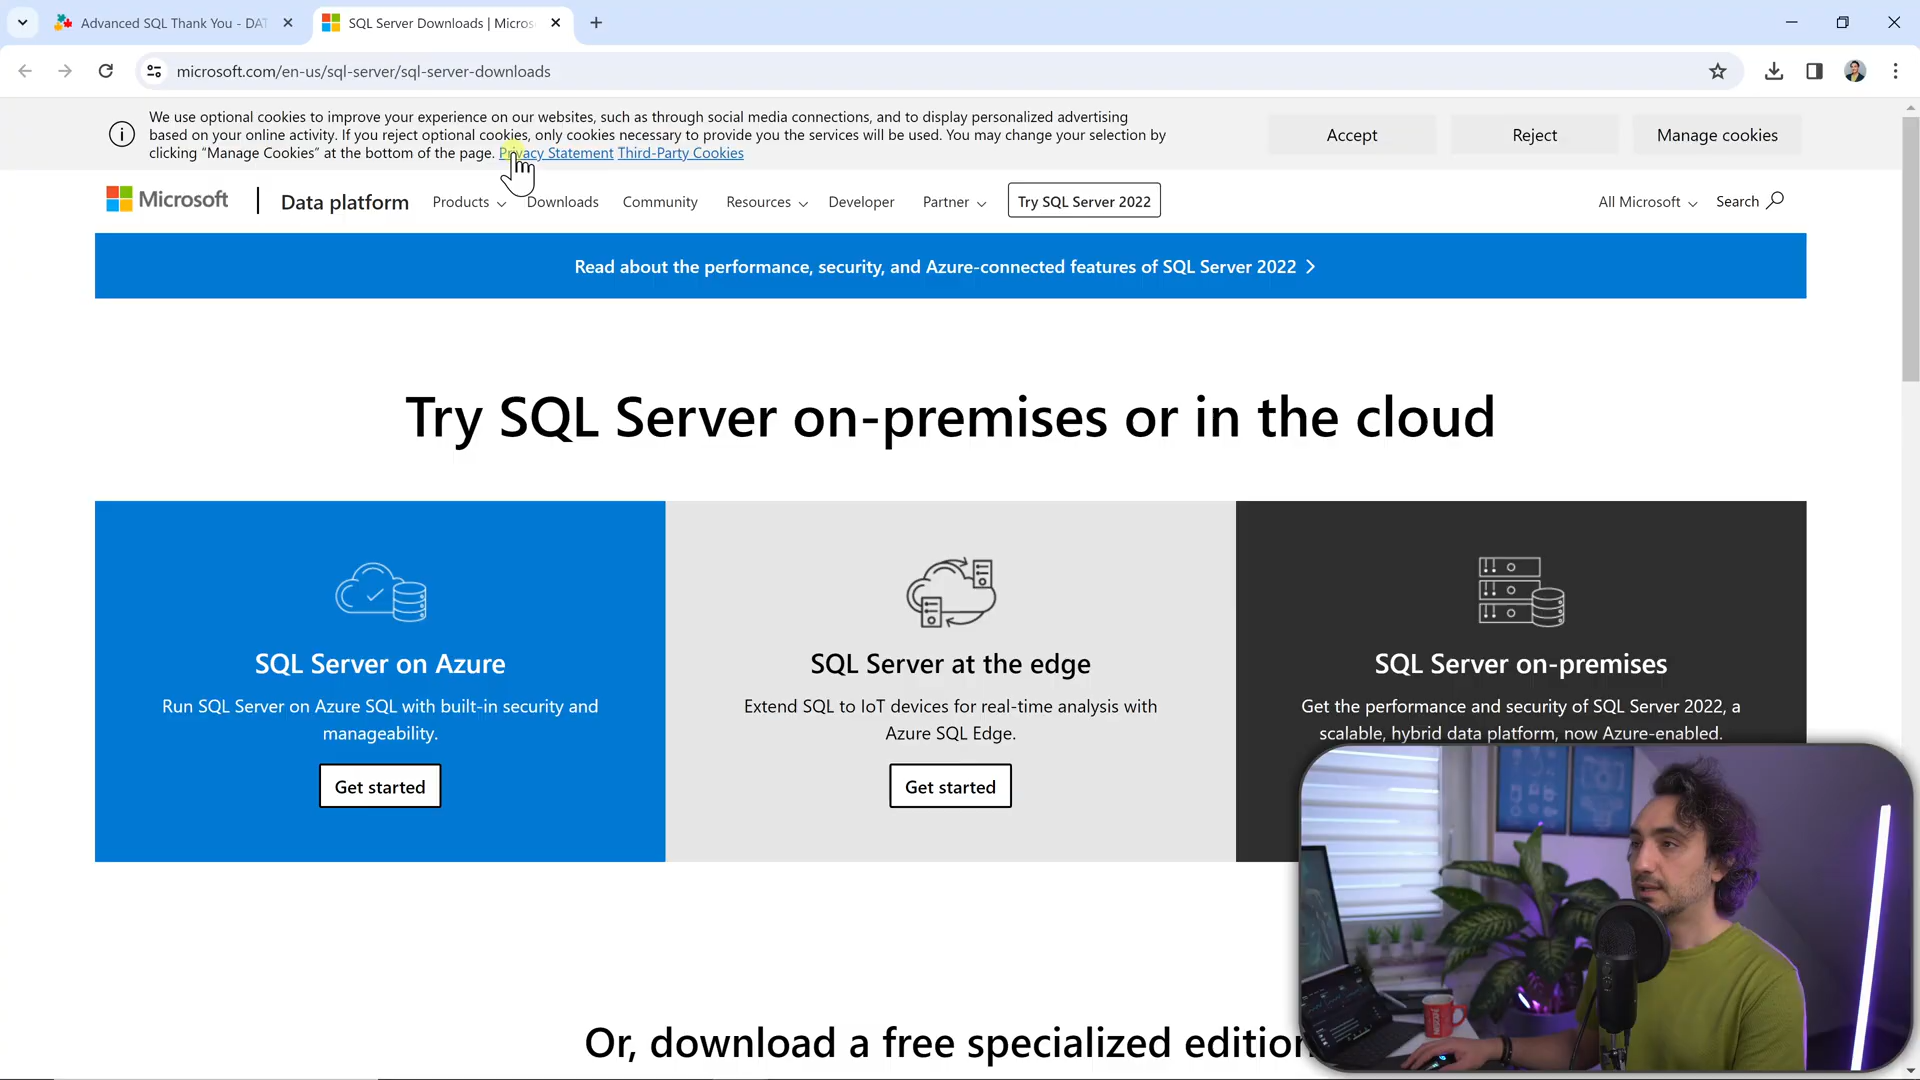 Advanced SQL Thank You - DAT
SQL Server Downloads | Micros
microsoft.com/en-us/sql-server/sql-server-downloads
We use optional cookies to improve your experience on our websites, such as through social media connections, and to display personalized advertising
based on your online activity. If you reject optional cookies, only cookies necessary to provide you the services will be used. You may change your selection by
clicking “Manage Cookies” at the bottom of the page. Privacy Statement Third-Party Cookies
Accept
Reject
Manage cookies
Microsoft
Data platform
Products
Downloads
Community
Resources
Developer
Partner
Try SQL Server 2022
All Microsoft
Search
Read about the performance, security, and Azure-connected features of SQL Server 2022
Try SQL Server on-premises or in the cloud
SQL Server on Azure
Run SQL Server on Azure SQL with built-in security and
manageability.
Get started
SQL Server at the edge
Extend SQL to IoT devices for real-time analysis with
Azure SQL Edge.
Get started
SQL Server on-premises
Get the performance and security of SQL Server 2022, a
scalable, hybrid data platform, now Azure-enabled.
Or, download a free specialized edition
NESCAFE